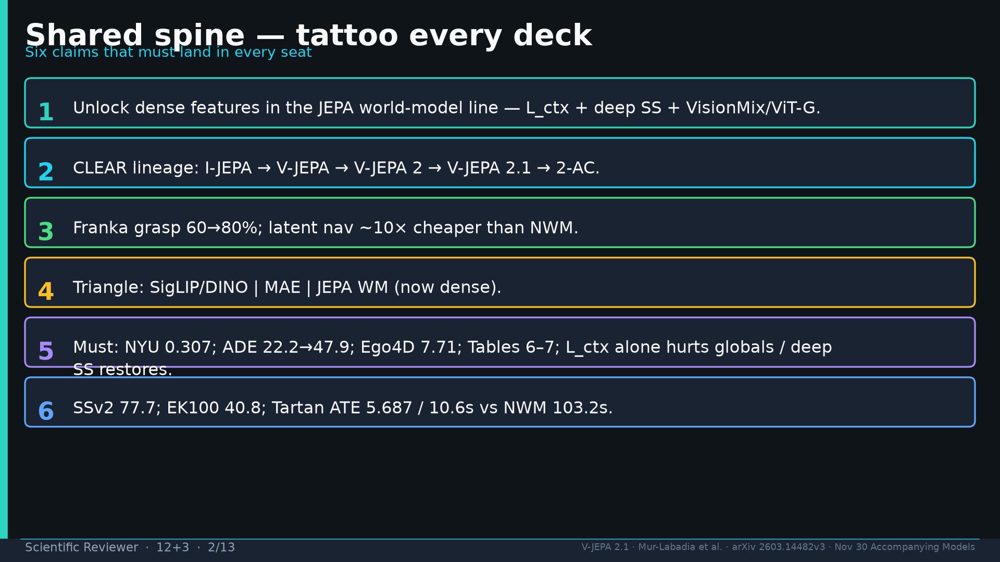 Shared spine — tattoo every deck
Six claims that must land in every seat
1 Unlock dense features in the JEPA world-model line — L_ctx + deep SS + VisionMix/ViT-G.
2 CLEAR lineage: I-JEPA → V-JEPA → V-JEPA 2 → V-JEPA 2.1 → 2-AC.
3 Franka grasp 60→80%; latent nav ~10× cheaper than NWM.
4 Triangle: SigLIP/DINO | MAE | JEPA WM (now dense).
5 Must: NYU 0.307; ADE 22.2→47.9; Ego4D 7.71; Tables 6–7; L_ctx alone hurts globals / deep
SS restores.
6 SSv2 77.7; EK100 40.8; Tartan ATE 5.687 / 10.6s vs NWM 103.2s.
Scientific Reviewer · 12+3 · 2/13
V-JEPA 2.1 · Mur-Labadia et al. · arXiv 2603.14482v3 · Nov 30 Accompanying Models